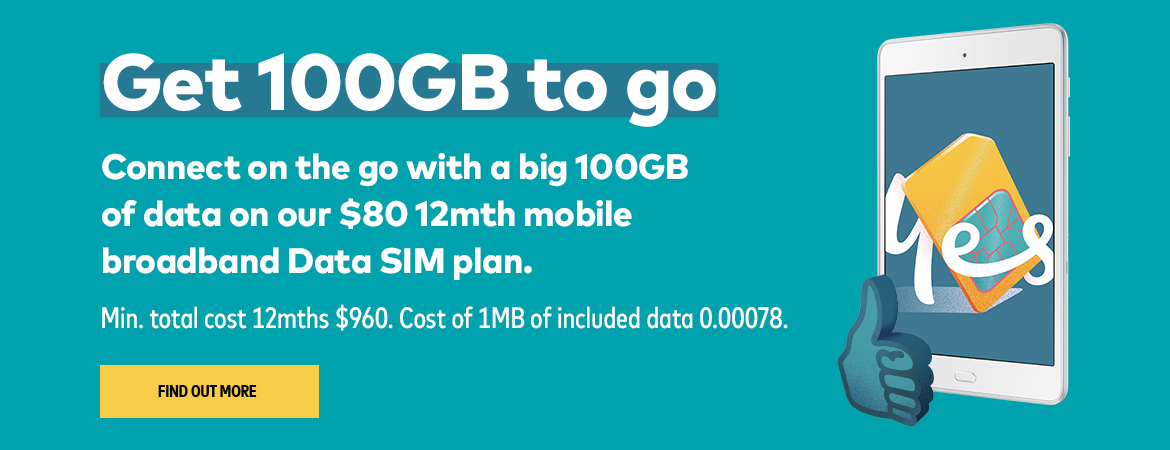 Get 100GB to go
Connect on the go with a big 100GB
of data on our $80 12mth mobile
broadband Data SIM plan.
Min. total cost 12mths $960. Cost of 1MB of included data 0.00078.
FIND OUT MORE
yes